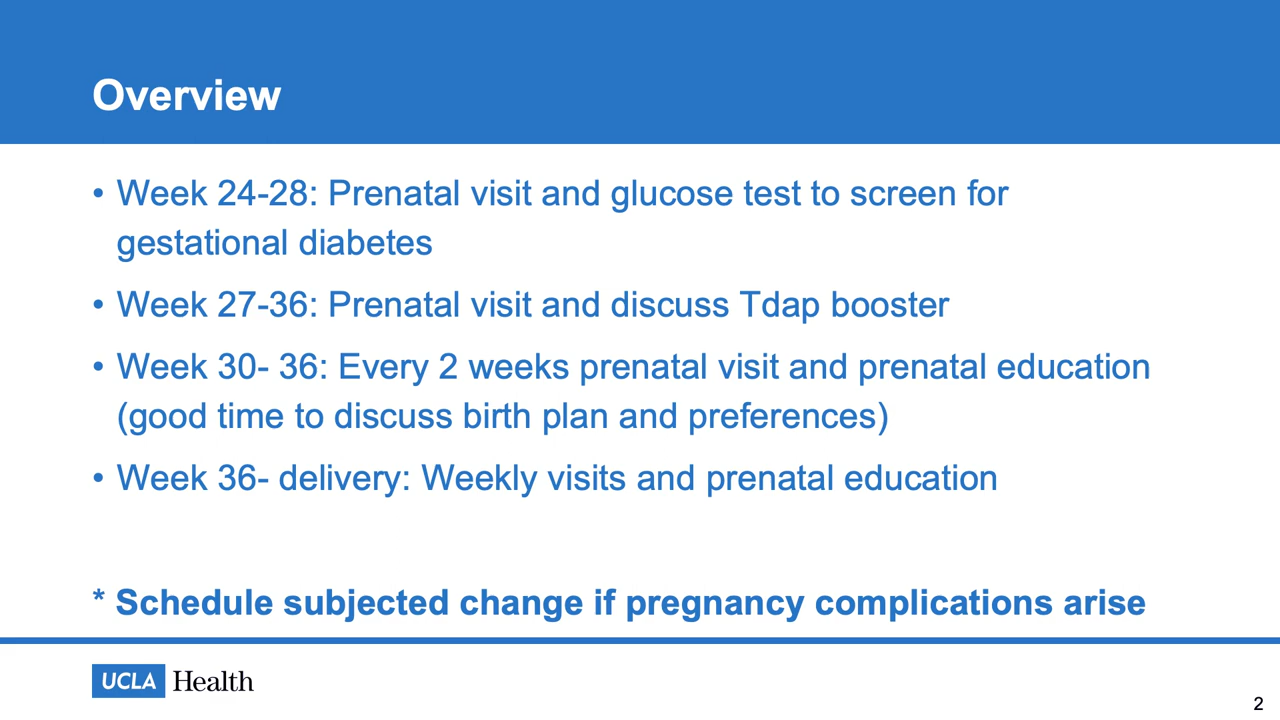 Overview
• Week 24-28: Prenatal visit and glucose test to screen for
gestational diabetes
• Week 27-36: Prenatal visit and discuss Tdap booster
• Week 30- 36: Every 2 weeks prenatal visit and prenatal education
(good time to discuss birth plan and preferences)
• Week 36- delivery: Weekly visits and prenatal education
* Schedule subjected change if pregnancy complications arise
UCLA Health
2